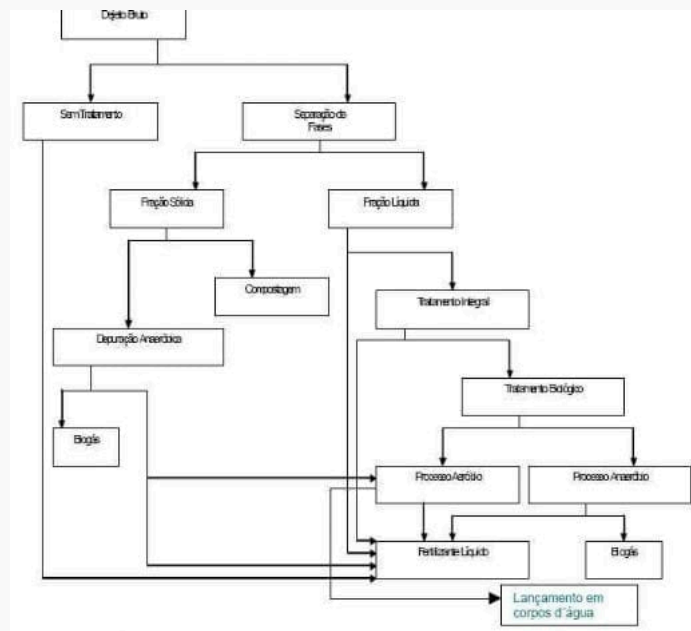 Dejeto Bruto
Sem Tratamento
Separação de
Fases
Fração Sólida
Fração Líquida
Compostagem
Tratamento Integral
Depuração Anaeróbica
Tratamento Biológico
Biogás
Processo Aeróbio
Processo Anaeróbio
Fertilizante Líquido
Biogás
Lançamento em
corpos d´água